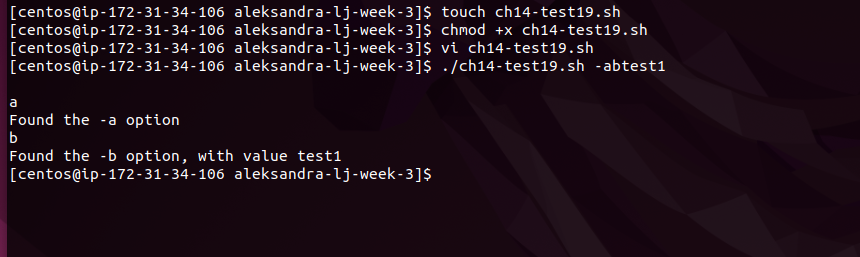 [centos@ip-172-31-34-106 aleksandra-lj-week-3]$ touch ch14-test19.sh
[centos@ip-172-31-34-106 aleksandra-lj-week-3]$ chmod +x ch14-test19.sh
[centos@ip-172-31-34-106 aleksandra-lj-week-3]$ vi ch14-test19.sh
[centos@ip-172-31-34-106 aleksandra-lj-week-3]$ ./ch14-test19.sh -abtest1
a
Found the -a option
b
Found the -b option, with value test1
[centos@ip-172-31-34-106 aleksandra-lj-week-3]$